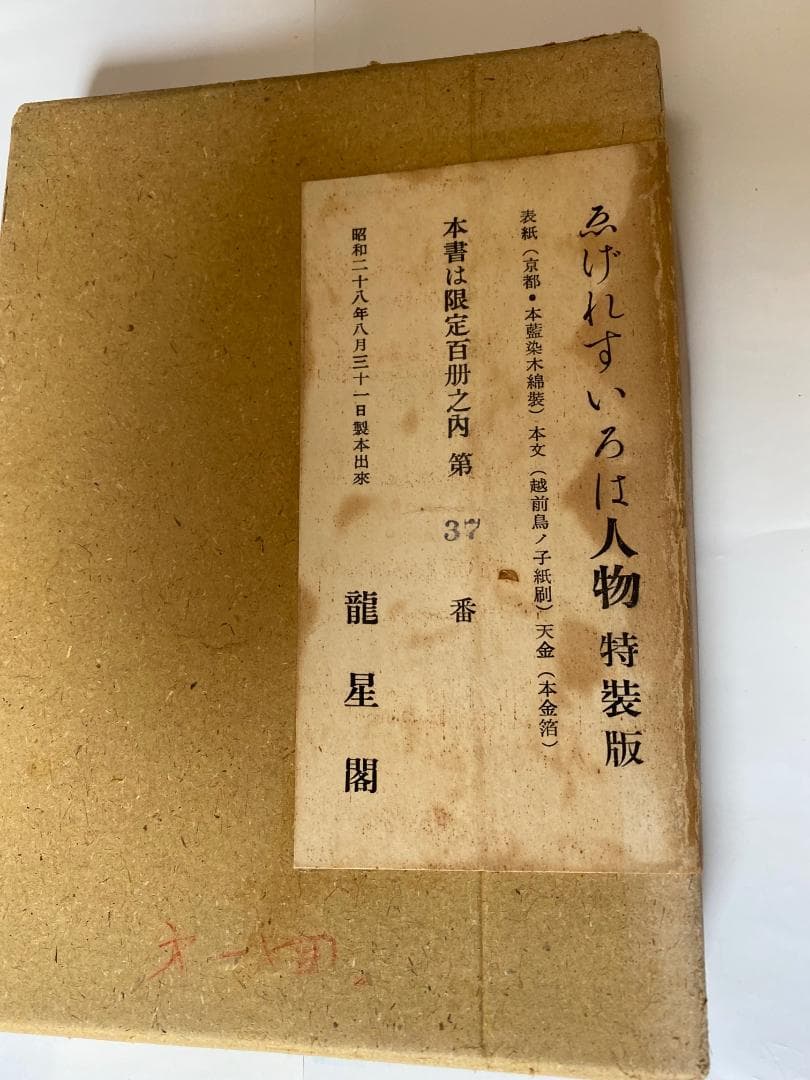 ゑげれすいろは人物 特装版
表紙（京都・本藍染木綿装）本文（越前鳥ノ子紙刷）天金（本金箔）
本書は限定百册之内 第 37 番
昭和二十八年八月三十一日製本出來
龍星閣